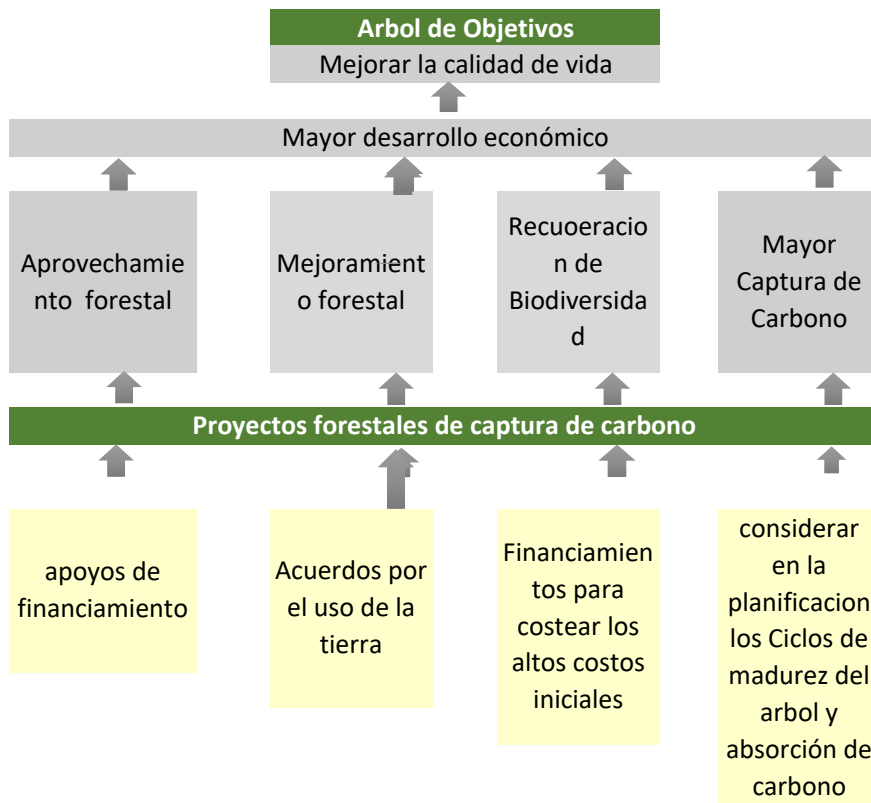 Arbol de Objetivos
Mejorar la calidad de vida
Mayor desarrollo económico
Aprovechamie
nto forestal
Mejoramient
o forestal
Recuoeracio
n de
Biodiversida
d
Mayor
Captura de
Carbono
Proyectos forestales de captura de carbono
apoyos de
financiamiento
Acuerdos por
el uso de la
tierra
Financiamien
tos para
costear los
altos costos
iniciales
considerar
en la
planificacion
los Ciclos de
madurez del
arbol y
absorción de
carbono